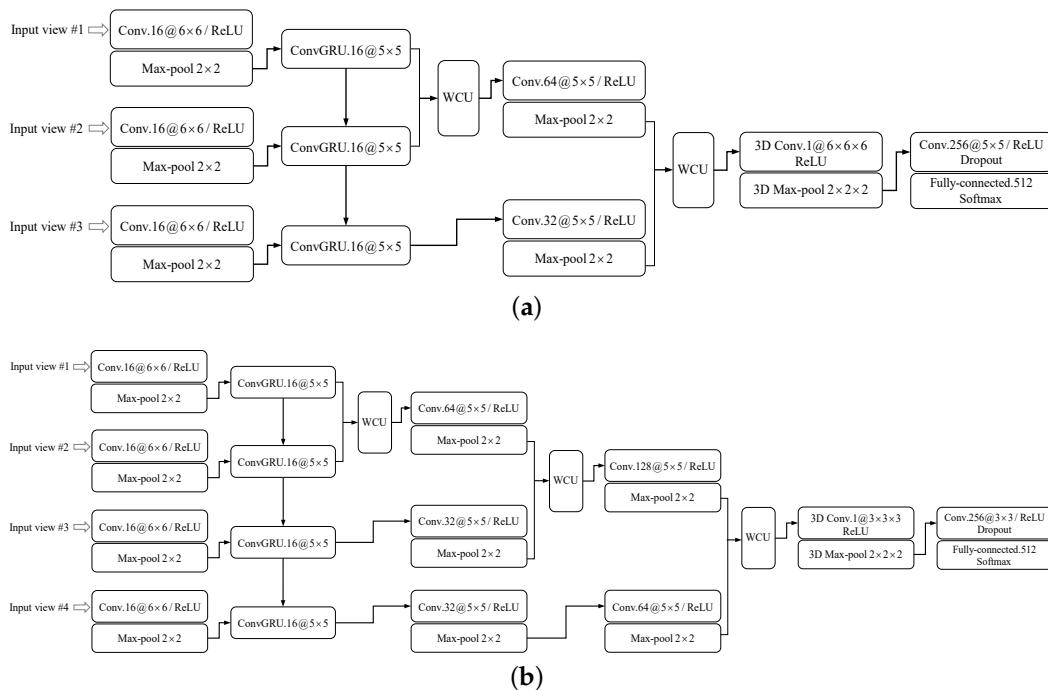 Input view #1
Conv.16@6×6/ReLU
Max-pool 2×2
ConvGRU.16@5×5
Input view #2
Conv.16@6×6/ReLU
Max-pool 2×2
ConvGRU.16@5×5
Input view #3
Conv.16@6×6/ReLU
Max-pool 2×2
ConvGRU.16@5×5
WCU
Conv.64@5×5/ReLU
Max-pool 2×2
Conv.32@5×5/ReLU
Max-pool 2×2
WCU
3D Conv.1@6×6×6
ReLU
3D Max-pool 2×2×2
Conv.256@5×5/ReLU
Dropout
Fully-connected.512
Softmax
(a)
Input view #1
Conv.16@6×6/ReLU
Max-pool 2×2
ConvGRU.16@5×5
Input view #2
Conv.16@6×6/ReLU
Max-pool 2×2
ConvGRU.16@5×5
Input view #3
Conv.16@6×6/ReLU
Max-pool 2×2
ConvGRU.16@5×5
Input view #4
Conv.16@6×6/ReLU
Max-pool 2×2
ConvGRU.16@5×5
WCU
Conv.64@5×5/ReLU
Max-pool 2×2
Conv.32@5×5/ReLU
Max-pool 2×2
Conv.32@5×5/ReLU
Max-pool 2×2
WCU
Conv.128@5×5/ReLU
Max-pool 2×2
Conv.64@5×5/ReLU
Max-pool 2×2
WCU
3D Conv.1@3×3×3
ReLU
3D Max-pool 2×2×2
Conv.256@3×3/ReLU
Dropout
Fully-connected.512
Softmax
(b)